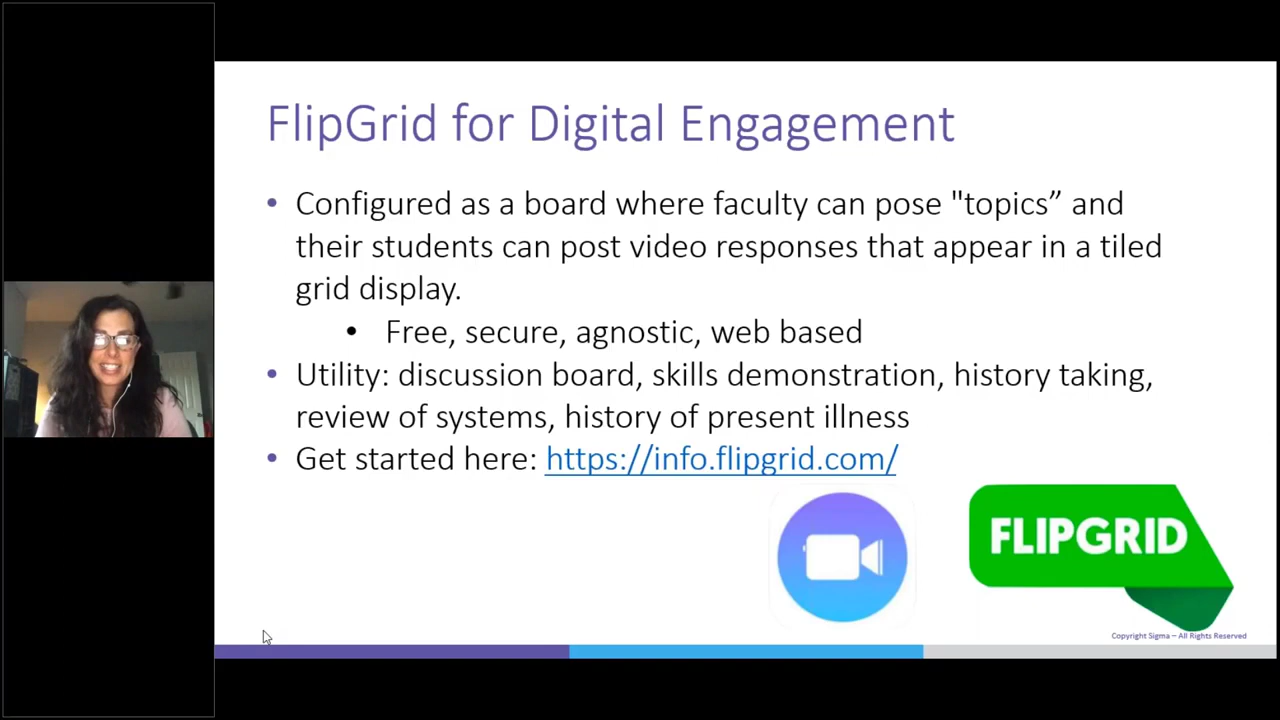 FlipGrid for Digital Engagement
• Configured as a board where faculty can pose "topics” and
their students can post video responses that appear in a tiled
grid display.
• Free, secure, agnostic, web based
• Utility: discussion board, skills demonstration, history taking,
review of systems, history of present illness
• Get started here: https://info.flipgrid.com/
FLIPGRID
Copyright Sigma – All Rights Reserved